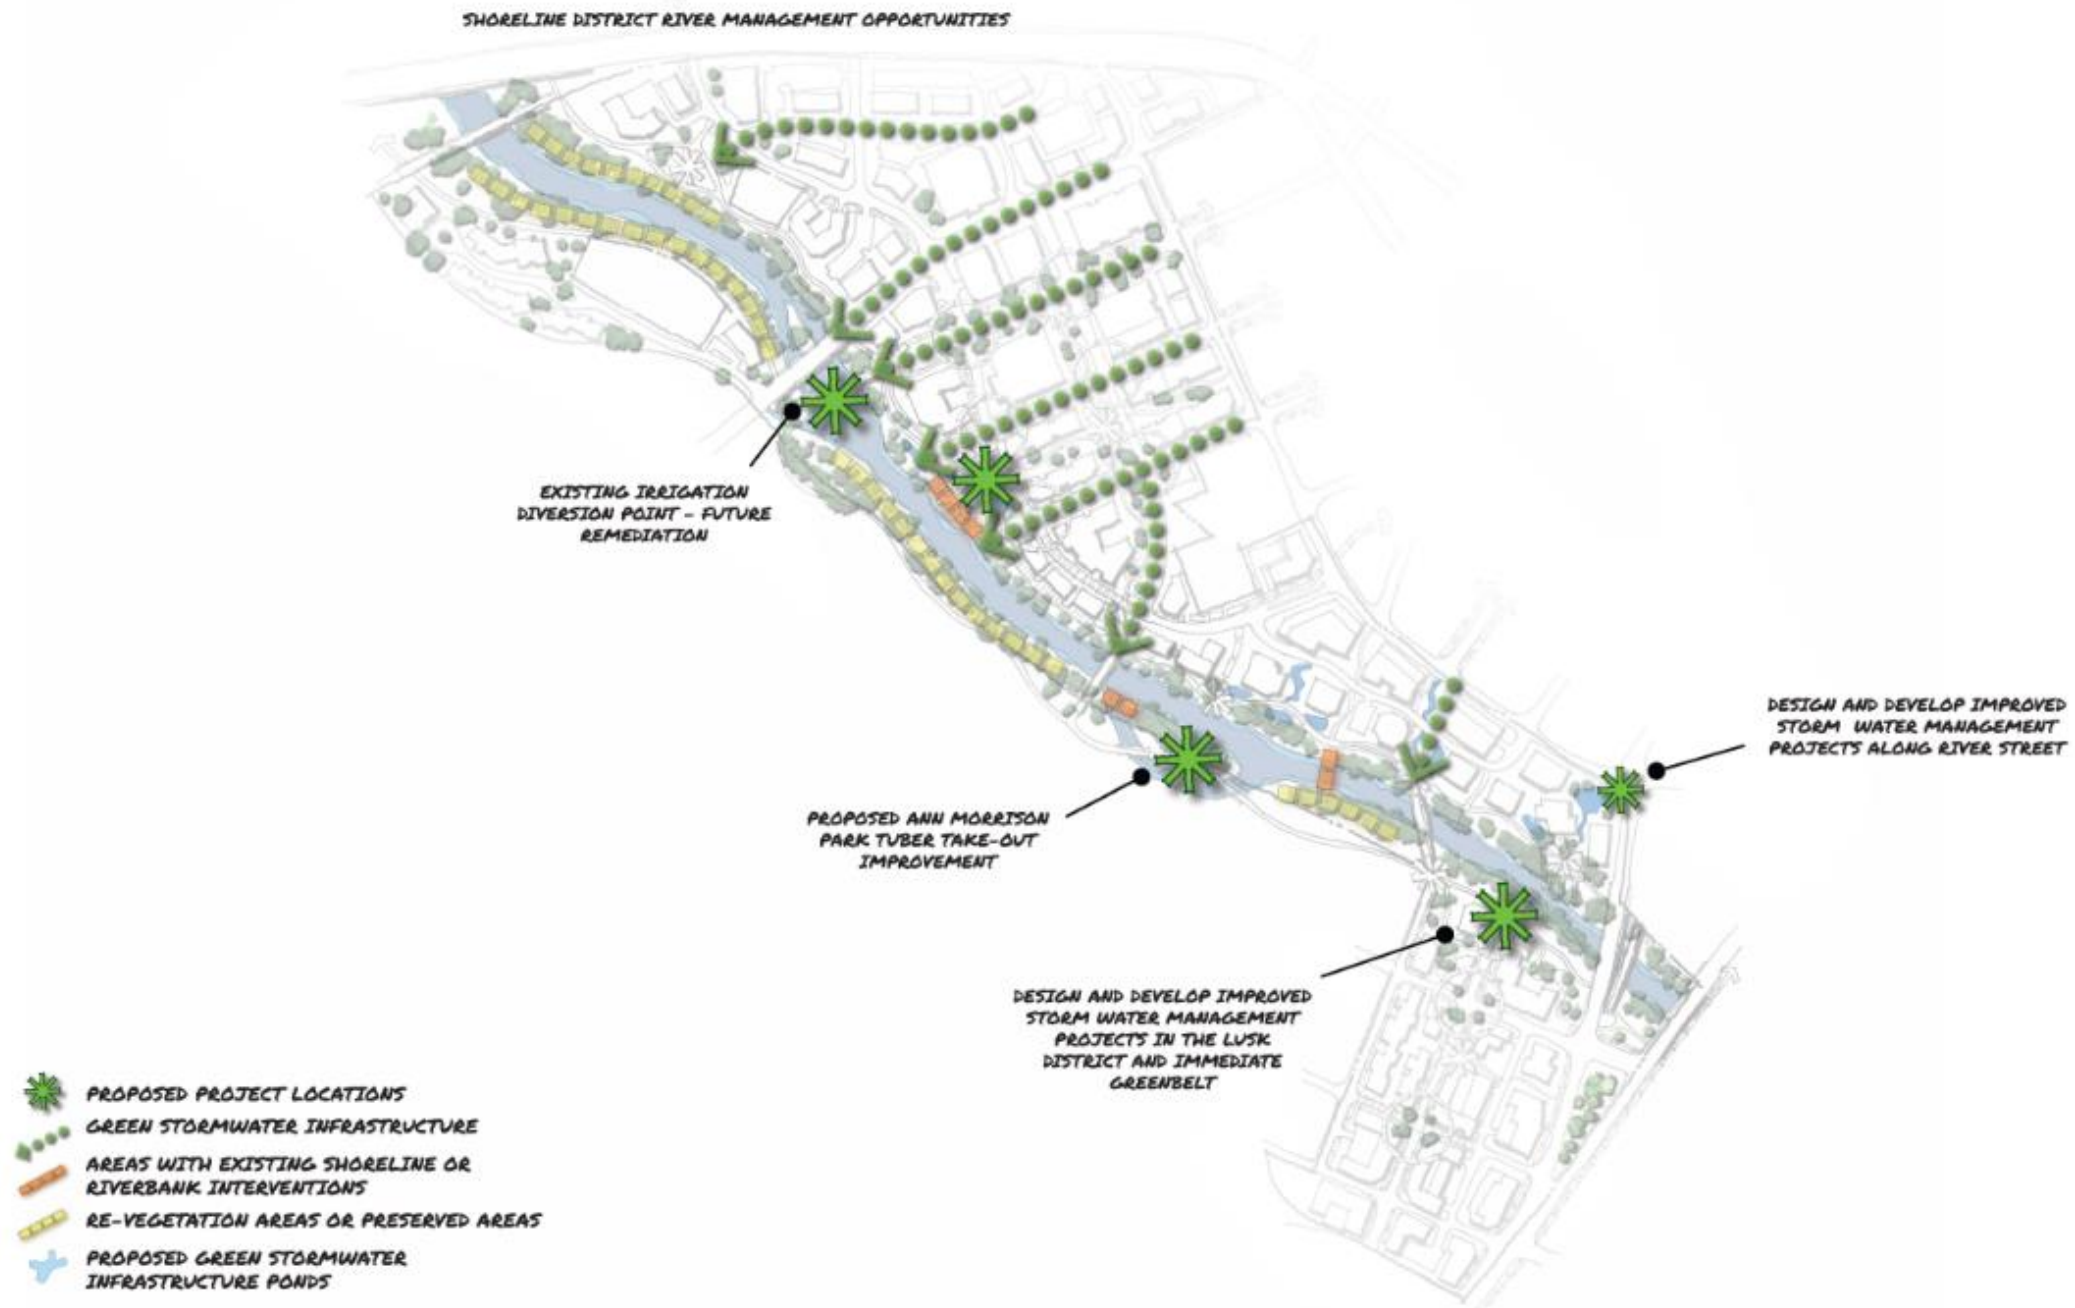 SHORELINE DISTRICT RIVER MANAGEMENT OPPORTUNITIES
EXISTING IRRIGATION
DIVERSION POINT - FUTURE
REMEDIATION
DESIGN AND DEVELOP IMPROVED
STORM WATER MANAGEMENT
PROJECTS ALONG RIVER STREET
PROPOSED ANN MORRISON
PARK TUBER TAKE-OUT
IMPROVEMENT
DESIGN AND DEVELOP IMPROVED
STORM WATER MANAGEMENT
PROJECTS IN THE LUSK
DISTRICT AND IMMEDIATE
GREENBELT
PROPOSED PROJECT LOCATIONS
GREEN STORMWATER INFRASTRUCTURE
AREAS WITH EXISTING SHORELINE OR
RIVERBANK INTERVENTIONS
RE-VEGETATION AREAS OR PRESERVED AREAS
PROPOSED GREEN STORMWATER
INFRASTRUCTURE PONDS